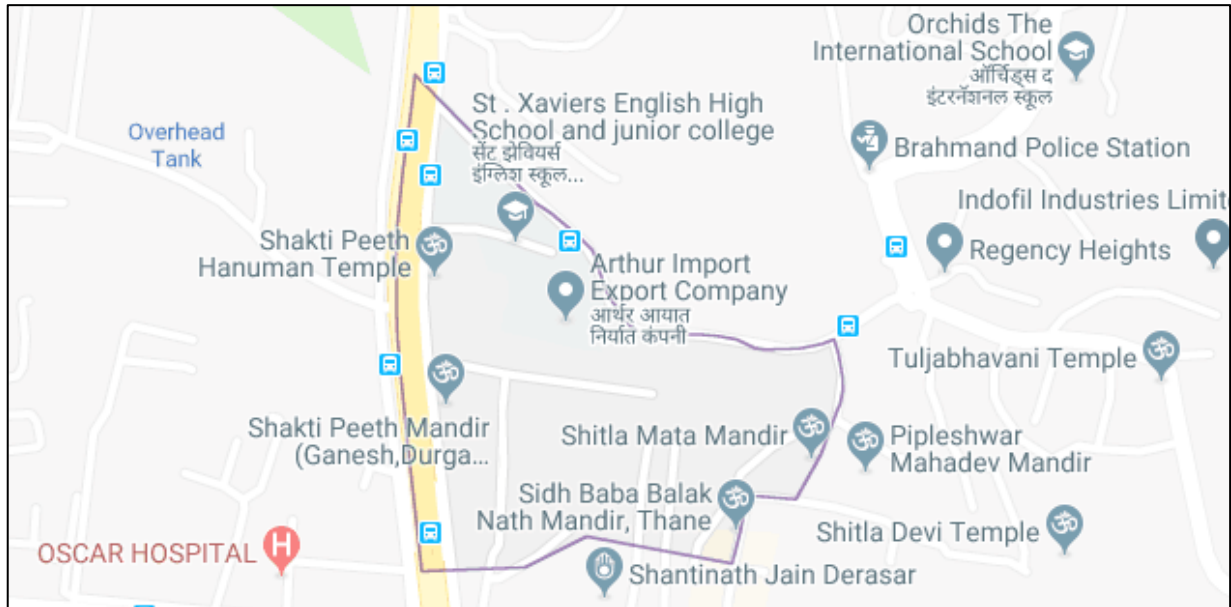 Orchids The
International School
ऑर्चिड्स द
इंटरनॅशनल स्कूल
St . Xaviers English High
School and junior college
सेंट झेवियर्स
इंग्लिश स्कूल...
Overhead
Tank
Brahmand Police Station
Indofil Industries Limit
Shakti Peeth
Hanuman Temple
Regency Heights
Arthur Import
Export Company
आर्थर आयात
निर्यात कंपनी
Tuljabhavani Temple
Shakti Peeth Mandir
(Ganesh,Durga...
Shitla Mata Mandir
Pipleshwar
Mahadev Mandir
Sidh Baba Balak
Nath Mandir, Thane
Shitla Devi Temple
OSCAR HOSPITAL
H
Shantinath Jain Derasar